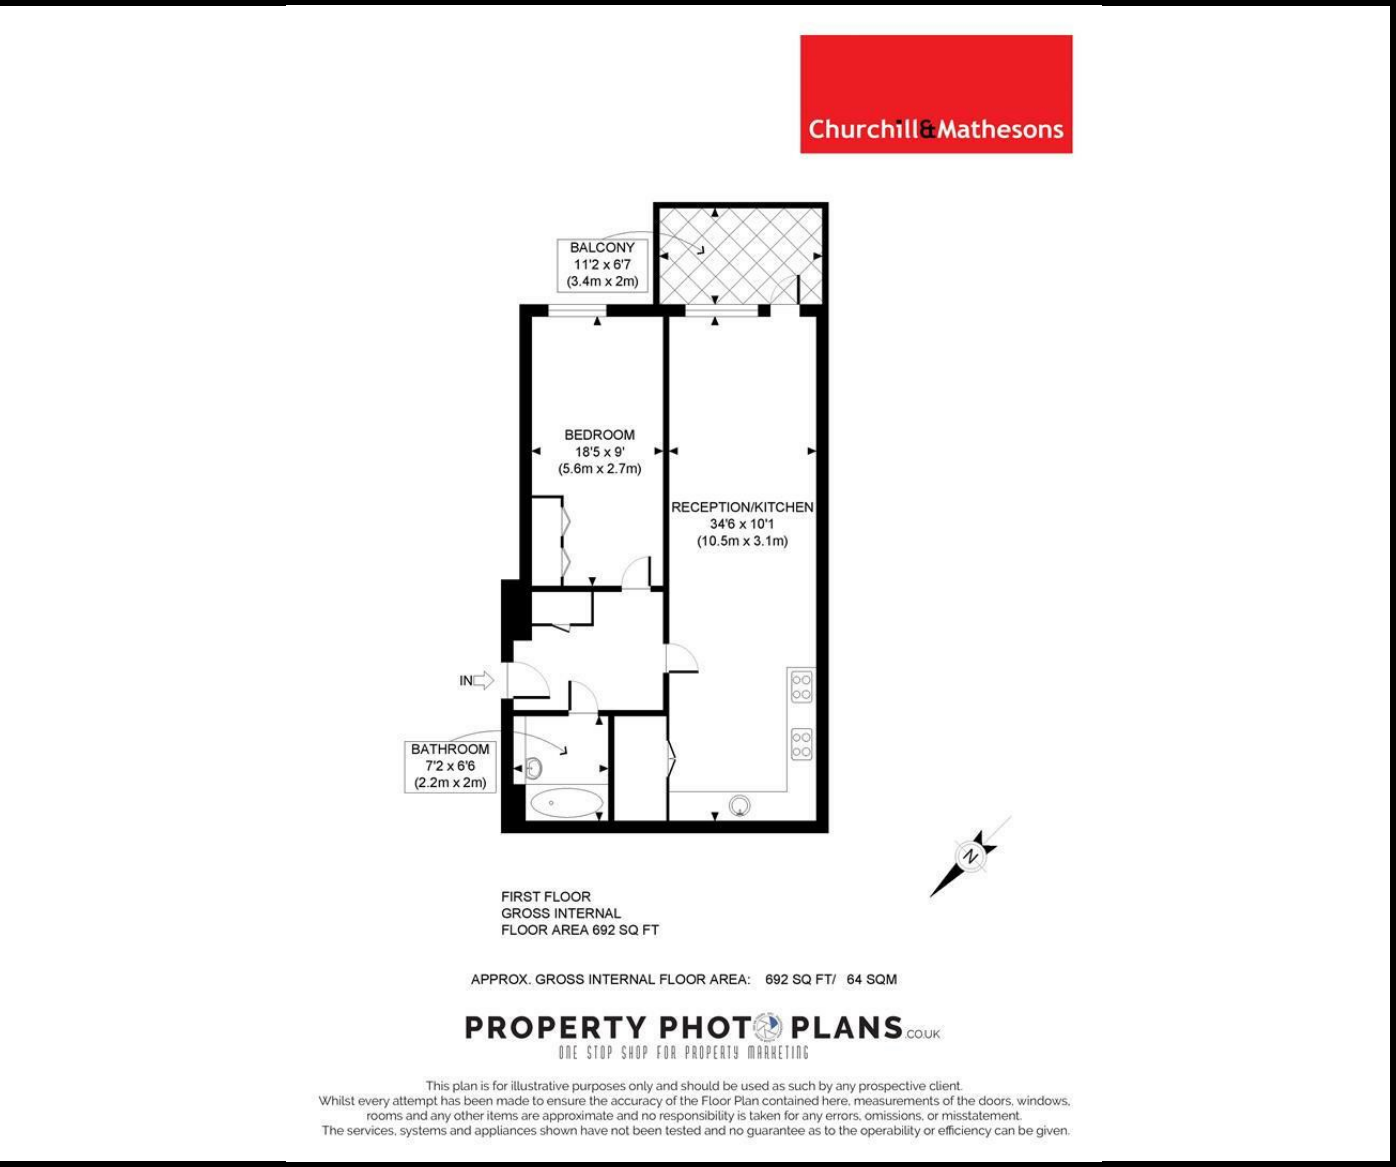 Churchill&Mathesons
BALCONY
11'2 x 6'7
(3.4m x 2m)
BEDROOM
18'5 x 9'
(5.6m x 2.7m)
RECEPTION/KITCHEN
34'6 x 10'1
(10.5m x 3.1m)
IN
BATHROOM
7'2 x 6'6
(2.2m x 2m)
N
FIRST FLOOR
GROSS INTERNAL
FLOOR AREA 692 SQ FT
APPROX. GROSS INTERNAL FLOOR AREA: 692 SQ FT/ 64 SQM
PROPERTY PHOTO PLANS.CO.UK
ONE STOP SHOP FOR PROPERTY MARKETING
This plan is for illustrative purposes only and should be used as such by any prospective client.
Whilst every attempt has been made to ensure the accuracy of the Floor Plan contained here, measurements of the doors, windows,
rooms and any other items are approximate and no responsibility is taken for any errors, omissions, or misstatement.
The services, systems and appliances shown have not been tested and no guarantee as to the operability or efficiency can be given.